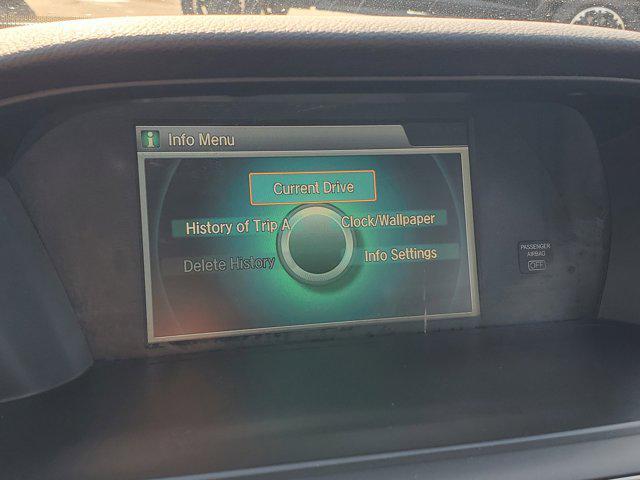 Info Menu
Current Drive
History of Trip A
Clock/Wallpaper
Delete History
Info Settings
PASSENGER
AIRBAG
OFF